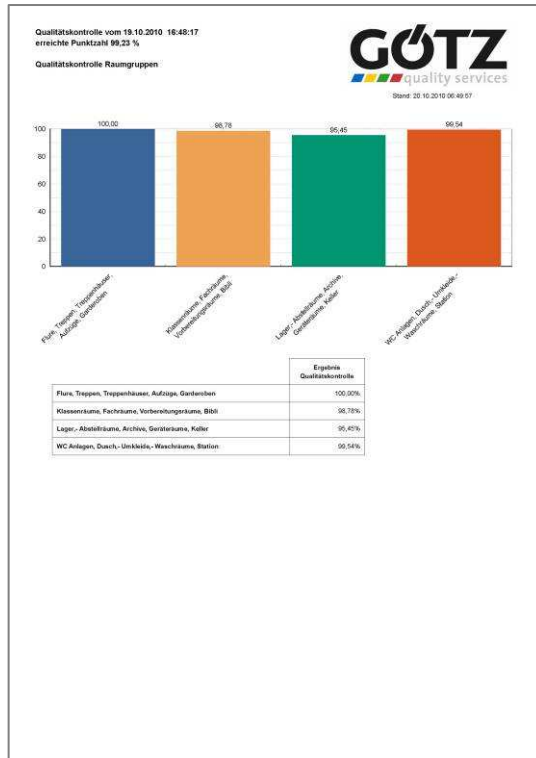 Qualitätskontrolle vom 19.10.2010 16:48:17
erreichte Punktzahl 99,23 %
Qualitätskontrolle Raumgruppen
GÖTZ
quality services
Stand: 20.10.2010 06:49:57
100,00
98,78
95,45
99,54
100
80
60
40
20
0
Flure, Treppen, Treppenhäuser,
Aufzüge, Garderoben
Klassenräume, Fachräume,
Vorbereitungsräume, Bibli
Lager,- Abstellräume, Archive,
Geräteräume, Keller
WC Anlagen, Dusch,- Umkleide,-
Waschräume, Station
Ergebnis
Qualitätskontrolle
Flure, Treppen, Treppenhäuser, Aufzüge, Garderoben 100,00%
Klassenräume, Fachräume, Vorbereitungsräume, Bibli 98,78%
Lager,- Abstellräume, Archive, Geräteräume, Keller 95,45%
WC Anlagen, Dusch,- Umkleide,- Waschräume, Station 99,54%